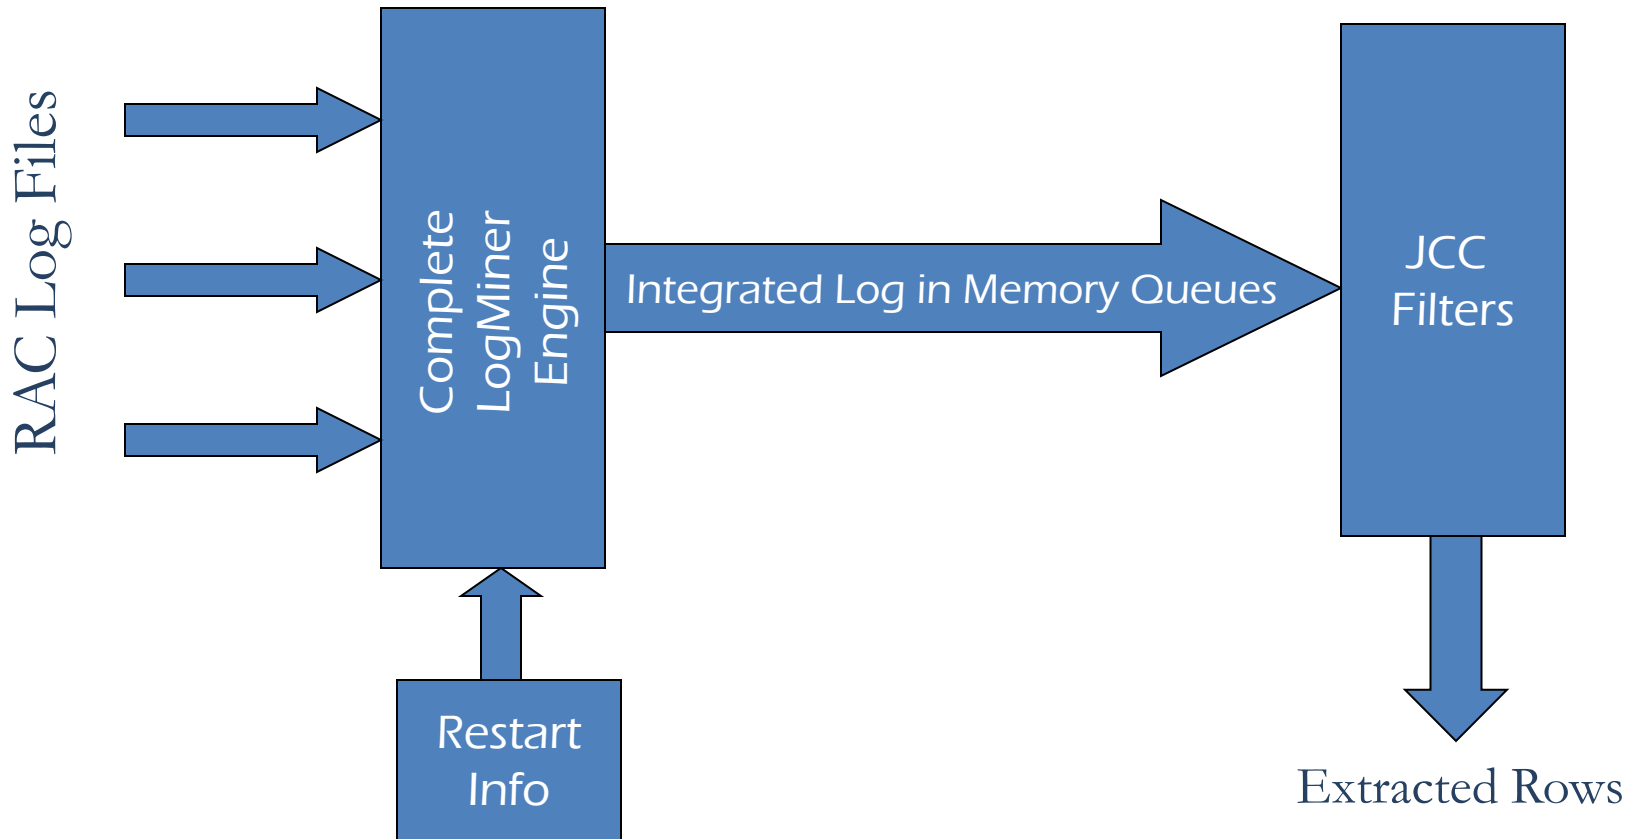 RAC Log Files
Complete
LogMiner
Engine
Integrated Log in Memory Queues
JCC
Filters
Restart
Info
Extracted Rows